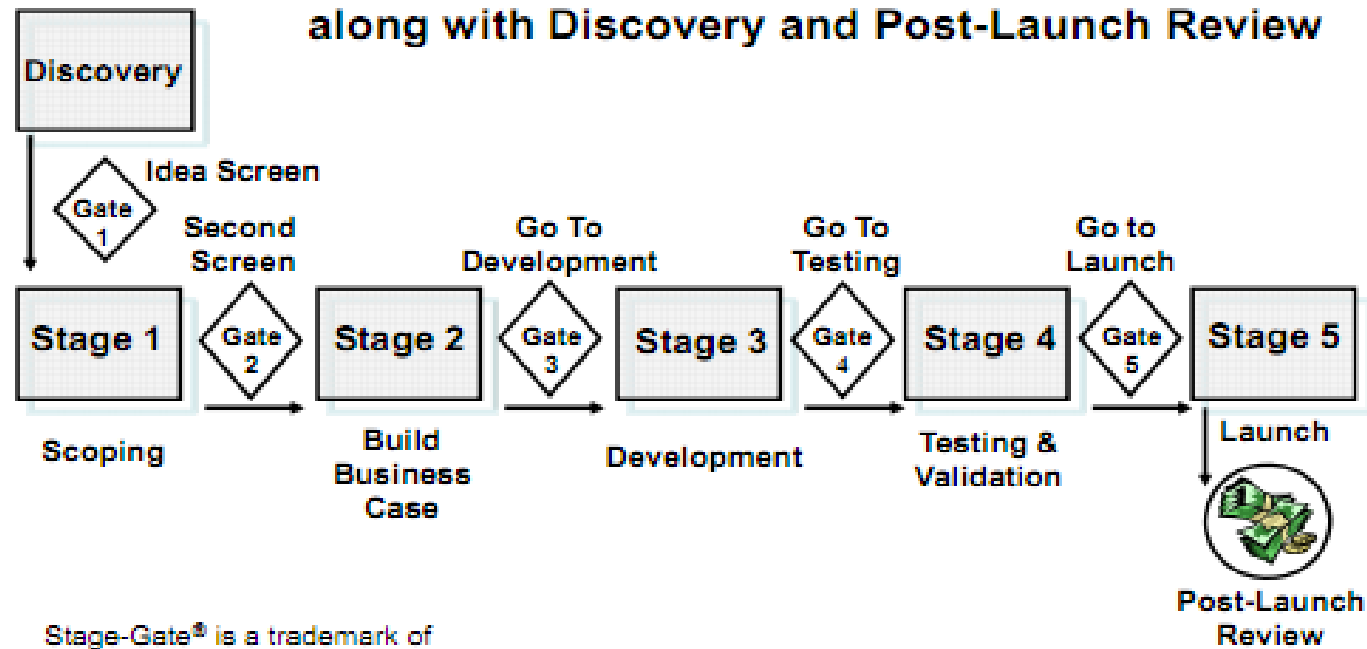 along with Discovery and Post-Launch Review
Discovery
Idea Screen
Gate
1
Second
Screen
Go To
Development
Go To
Testing
Go to
Launch
Stage 1
Gate
2
Stage 2
Gate
3
Stage 3
Gate
4
Stage 4
Gate
5
Stage 5
Scoping
Build
Business
Case
Development
Testing &
Validation
Launch
Post-Launch
Review
Stage-Gate® is a trademark of